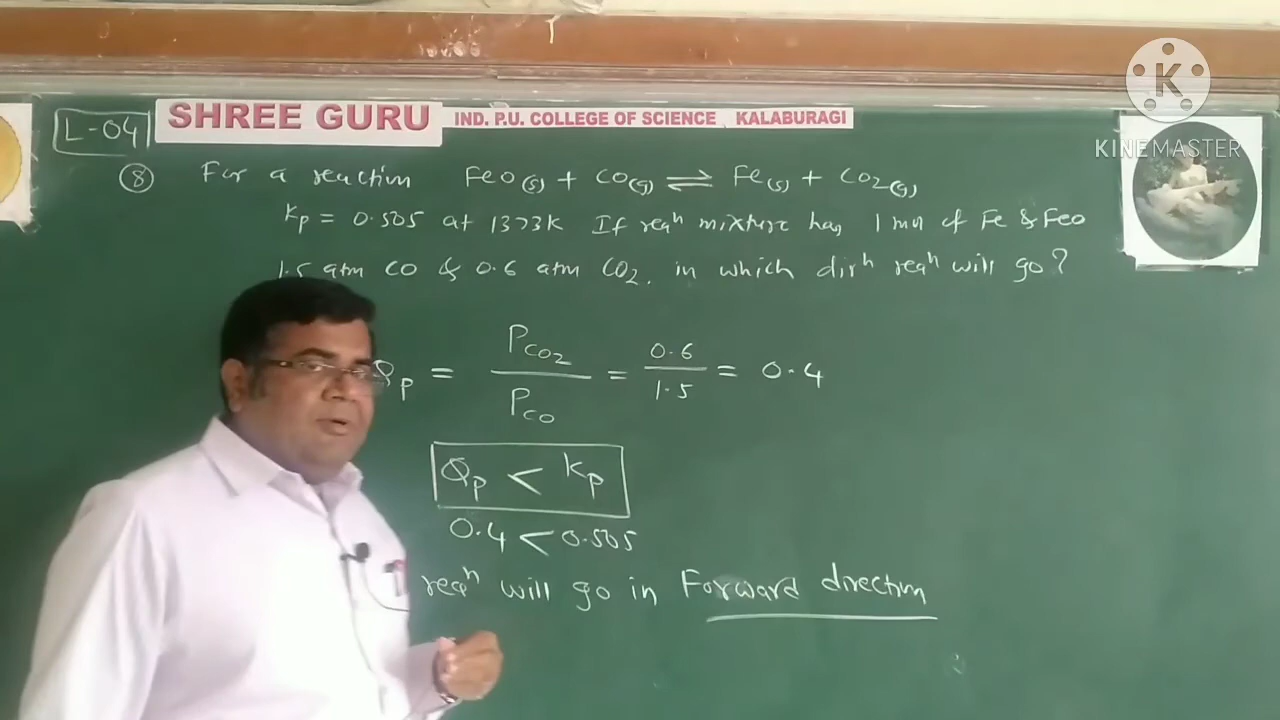 L-04
SHREE GURU IND. P.U. COLLEGE OF SCIENCE, KALABURAGI
K
KINEMASTER
⑧ For a reaction FeO(s) + CO(g) ⇌ Fe(s) + CO2(g)
Kp = 0.505 at 1373K If reaⁿ mixture has 1 mol of Fe & FeO
1.5 atm CO & 0.6 atm CO2. in which dirⁿ reaⁿ will go?
Qp = PCO2 / PCO = 0.6 / 1.5 = 0.4
Qp < Kp
0.4 < 0.505
reaⁿ will go in Forward direction